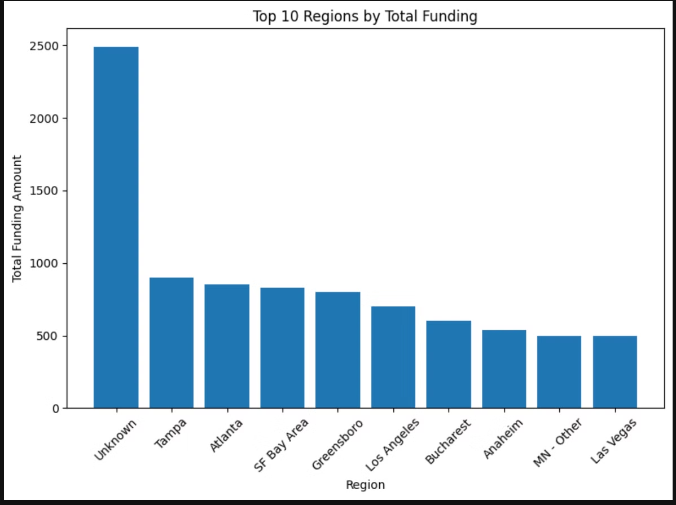 Top 10 Regions by Total Funding
Total Funding Amount
2500
2000
1500
1000
500
0
Unknown
Tampa
Atlanta
SF Bay Area
Greensboro
Los Angeles
Bucharest
Anaheim
MN - Other
Las Vegas
Region